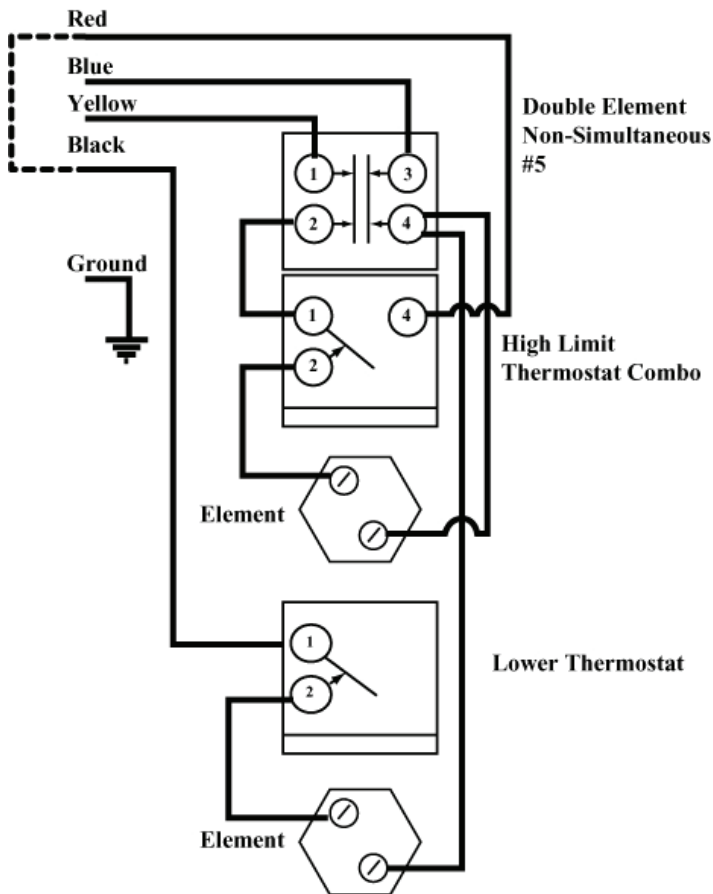 Red
Blue
Yellow
Black
Double Element
Non-Simultaneous
#5
1
3
2
4
Ground
1
4
2
High Limit
Thermostat Combo
Element
1
2
Lower Thermostat
Element